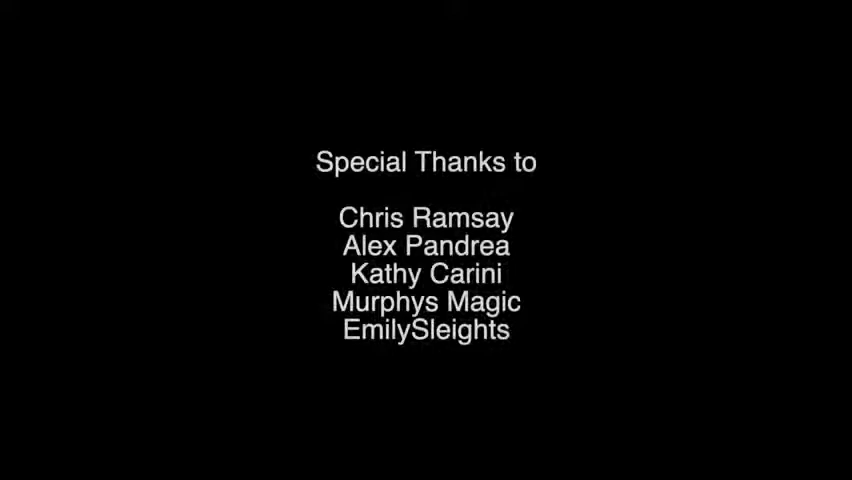 Special Thanks to
Chris Ramsay
Alex Pandrea
Kathy Carini
Murphys Magic
EmilySleights